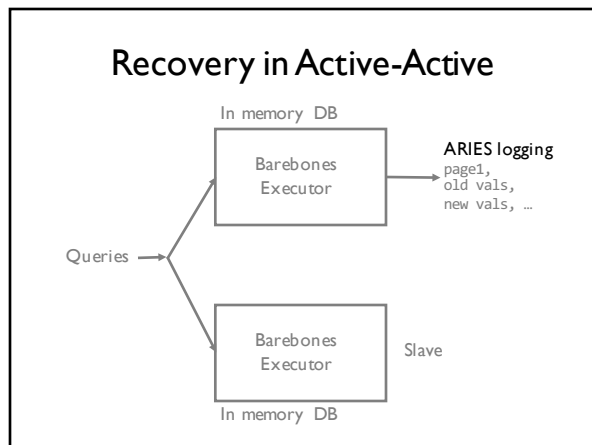 Recovery in Active-Active
In memory DB
Barebones
Executor
ARIES logging
page1,
old vals,
new vals, …
Queries
Barebones
Executor
Slave
In memory DB